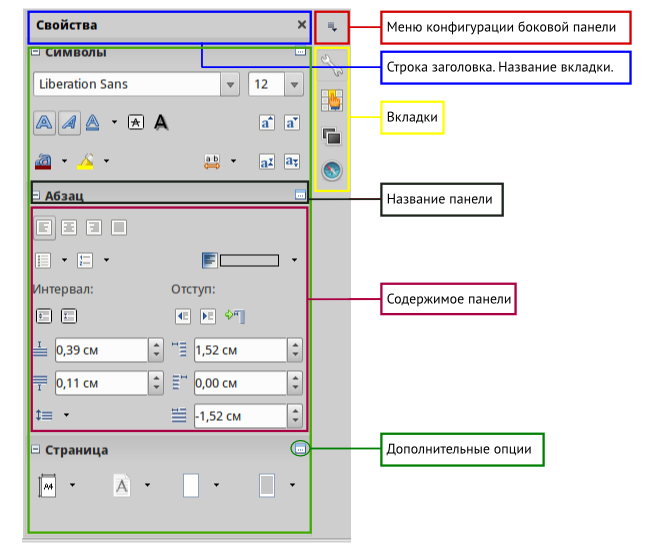 Свойства
Меню конфигурации боковой панели
Символы
Строка заголовка. Название вкладки.
Liberation Sans
12
Вкладки
A
A
A
A
A
a
a
a
a b
a
a
Абзац
Название панели
Интервал:
Отступ:
Содержимое панели
0,39 см
1,52 см
0,11 см
0,00 см
-1,52 см
Страница
Дополнительные опции
A4
A